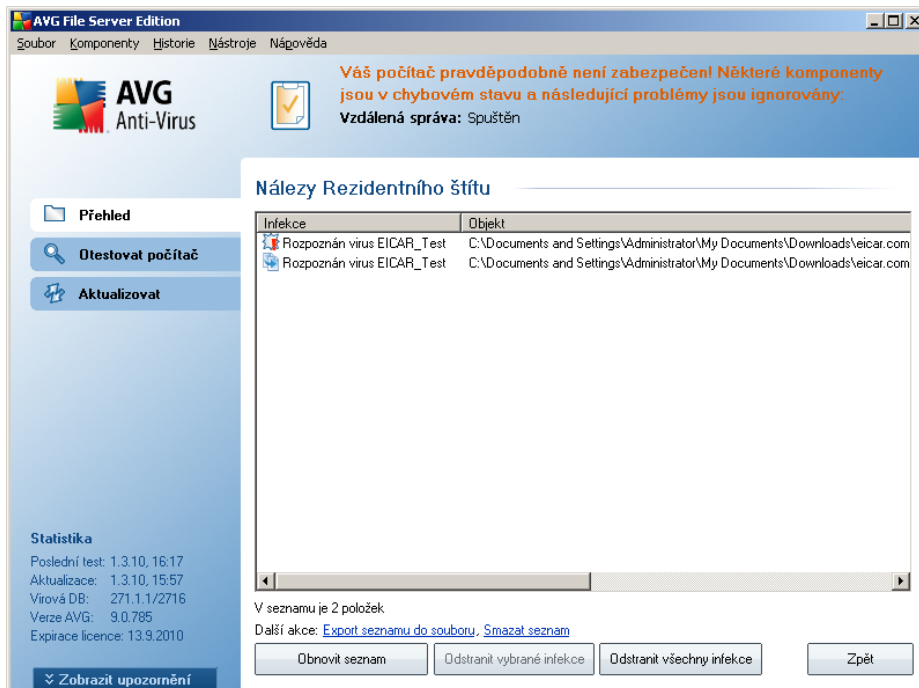 AVG File Server Edition
Soubor Komponenty Historie Nástroje Nápověda
AVG
Anti-Virus
Váš počítač pravděpodobně není zabezpečen! Některé komponenty
jsou v chybovém stavu a následující problémy jsou ignorovány:
Vzdálená správa: Spuštěn
Přehled
Otestovat počítač
Aktualizovat
Nálezy Rezidentního štítu
Infekce Objekt
Rozpoznán virus EICAR_Test C:\Documents and Settings\Administrator\My Documents\Downloads\eicar.com
Rozpoznán virus EICAR_Test C:\Documents and Settings\Administrator\My Documents\Downloads\eicar.com
Statistika
Poslední test: 1.3.10, 16:17
Aktualizace: 1.3.10, 15:57
Virová DB: 271.1.1/2716
Verze AVG: 9.0.785
Expirace licence: 13.9.2010
Zobrazit upozornění
V seznamu je 2 položek
Další akce: Export seznamu do souboru, Smazat seznam
Obnovit seznam Odstranit vybrané infekce Odstranit všechny infekce Zpět